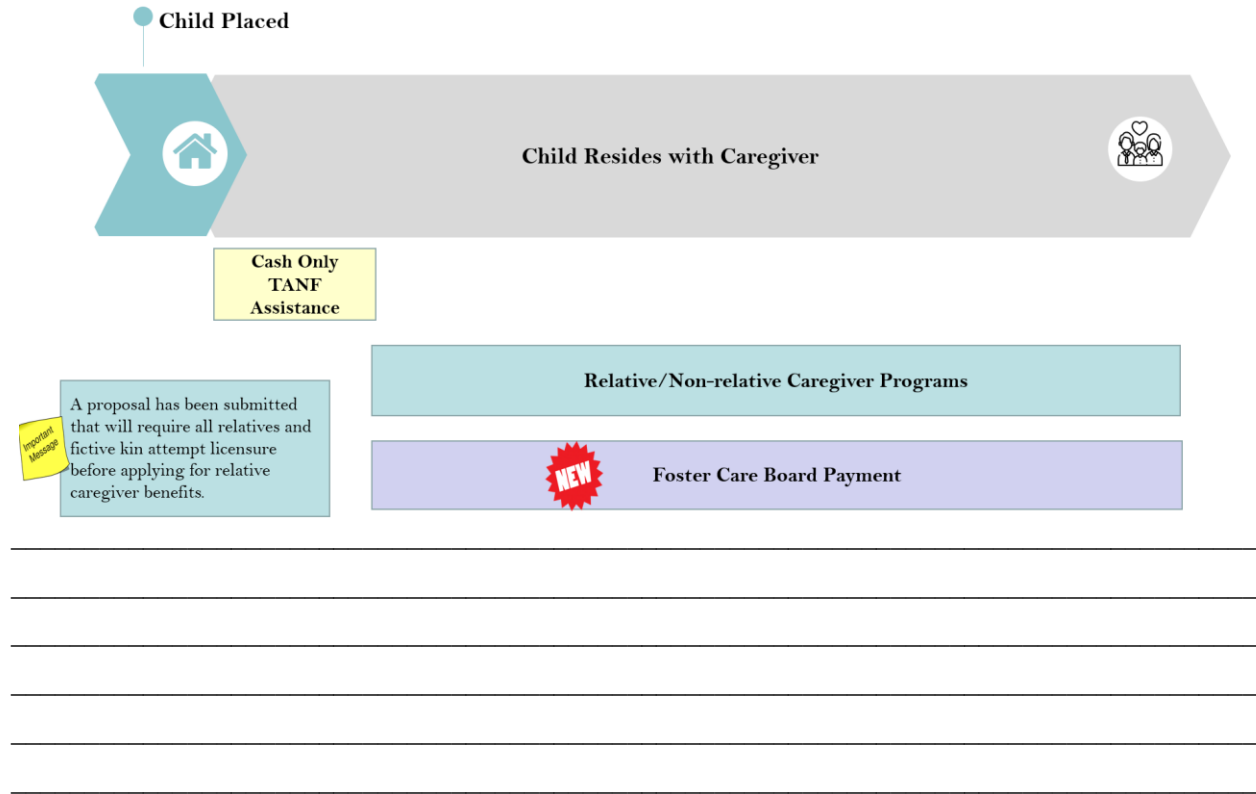 Child Placed
Child Resides with Caregiver
Cash Only
TANF
Assistance
Relative/Non-relative Caregiver Programs
Important
Message
A proposal has been submitted
that will require all relatives and
fictive kin attempt licensure
before applying for relative
caregiver benefits.
NEW
Foster Care Board Payment